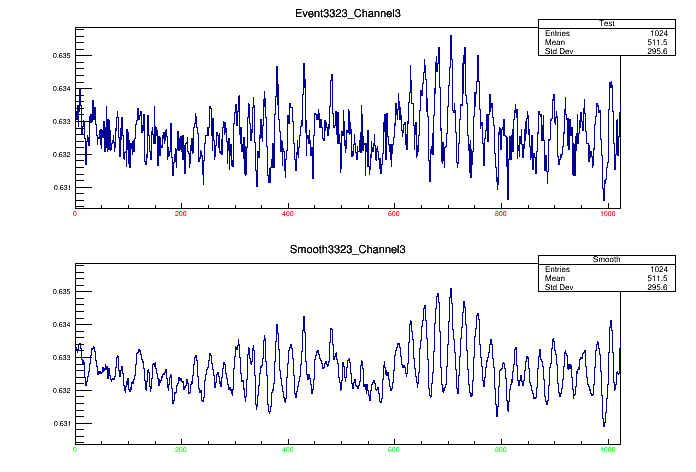 Event3323_Channel3
Test
Entries 1024
Mean 511.5
Std Dev 295.6
0.635
0.634
0.633
0.632
0.631
0 200 400 600 800 1000
Smooth3323_Channel3
Smooth
Entries 1024
Mean 511.5
Std Dev 295.6
0.635
0.634
0.633
0.632
0.631
0 200 400 600 800 1000